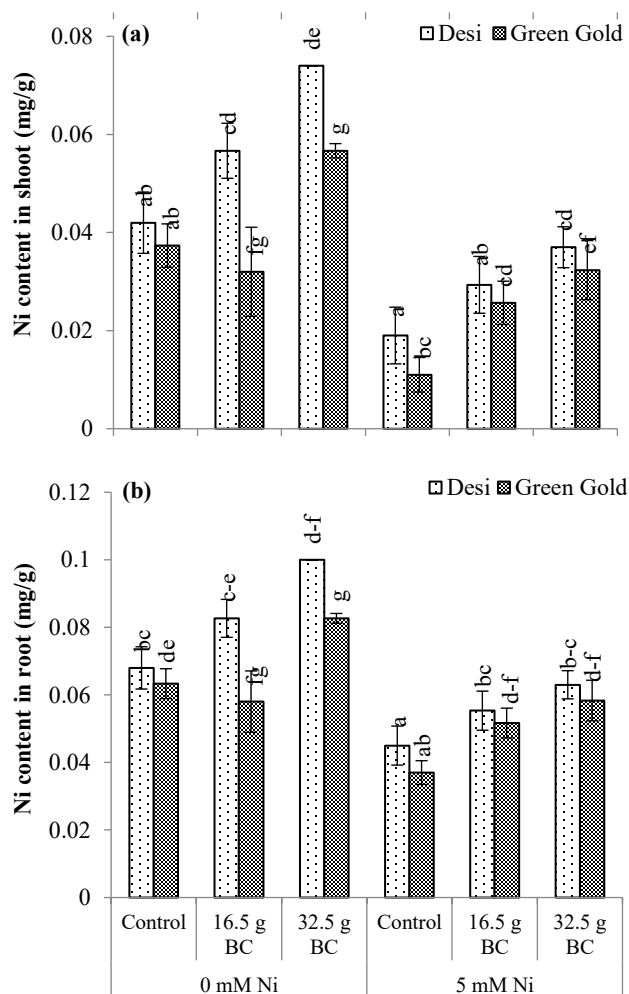 (a)
Desi Green Gold
Ni content in shoot (mg/g)
0.08
0.06
0.04
0.02
0
ab ab cd fg de g a bc ab cd cd ef
(b)
Desi Green Gold
Ni content in root (mg/g)
0.12
0.1
0.08
0.06
0.04
0.02
0
bc de c-e fg d-f g a ab bc d-f b-c d-f
Control 16.5 g 32.5 g Control 16.5 g 32.5 g
BC BC BC BC
0 mM Ni 5 mM Ni